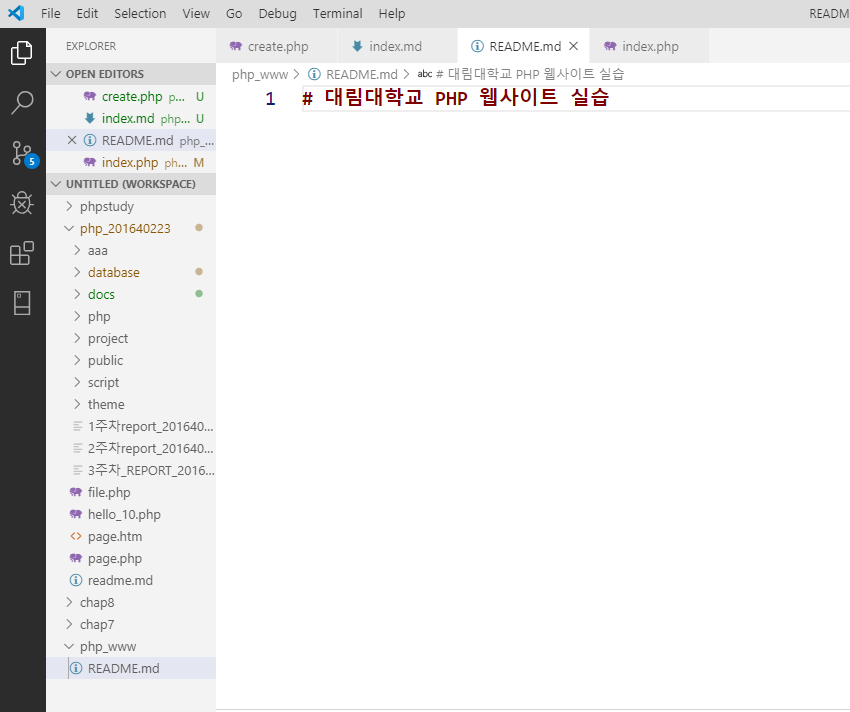 File Edit Selection View Go Debug Terminal Help READM
EXPLORER
create.php index.md README.md index.php
OPEN EDITORS
php_www > README.md > abc # 대림대학교 PHP 웹사이트 실습
create.php p... U
1 # 대림대학교 PHP 웹사이트 실습
index.md php... U
README.md php_...
5
index.php ph... M
UNTITLED (WORKSPACE)
phpstudy
php_201640223
aaa
database
docs
php
project
public
script
theme
1주차report_201640...
2주차report_201640...
3주차_REPORT_2016...
file.php
hello_10.php
page.htm
page.php
readme.md
chap8
chap7
php_www
README.md